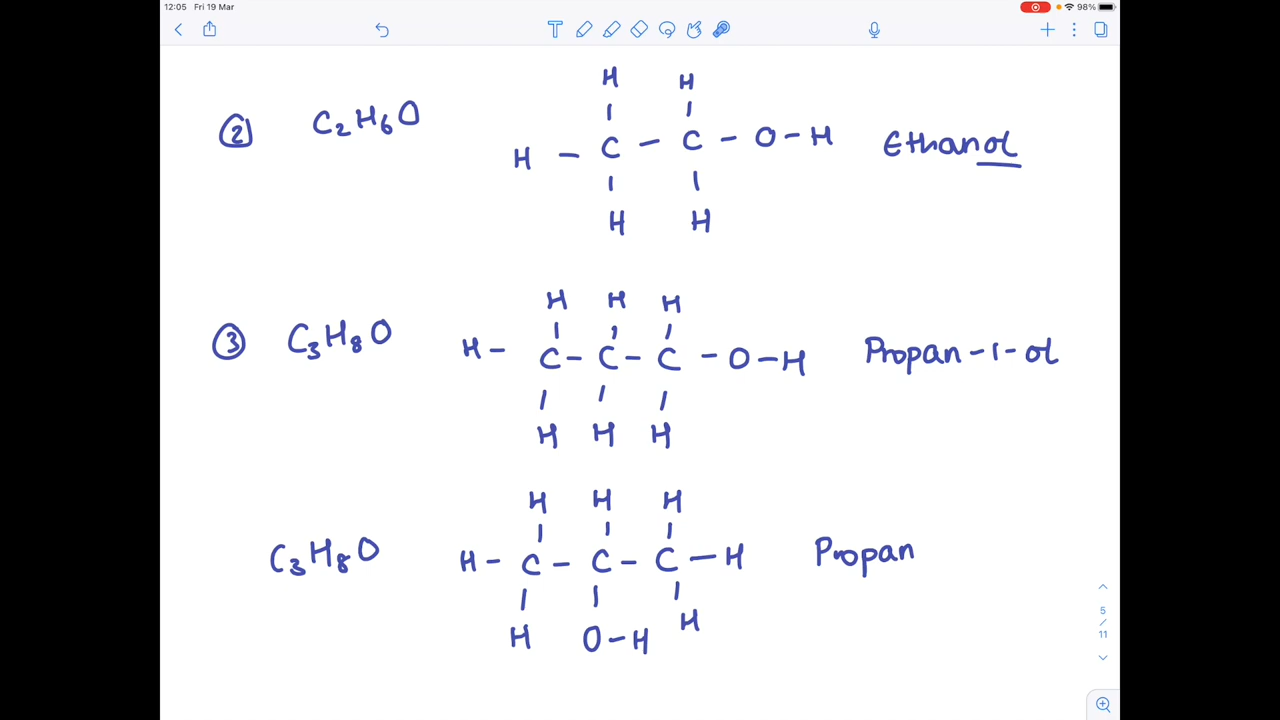 12:05 Fri 19 Mar 98%
② C₂H₆O Ethanol
H H
H – C – C – O – H
H H
③ C₃H₈O Propan-1-ol
H H H
H – C – C – C – O – H
H H H
C₃H₈O Propan
H H H
H – C – C – C – H
H O – H H
5
/
11